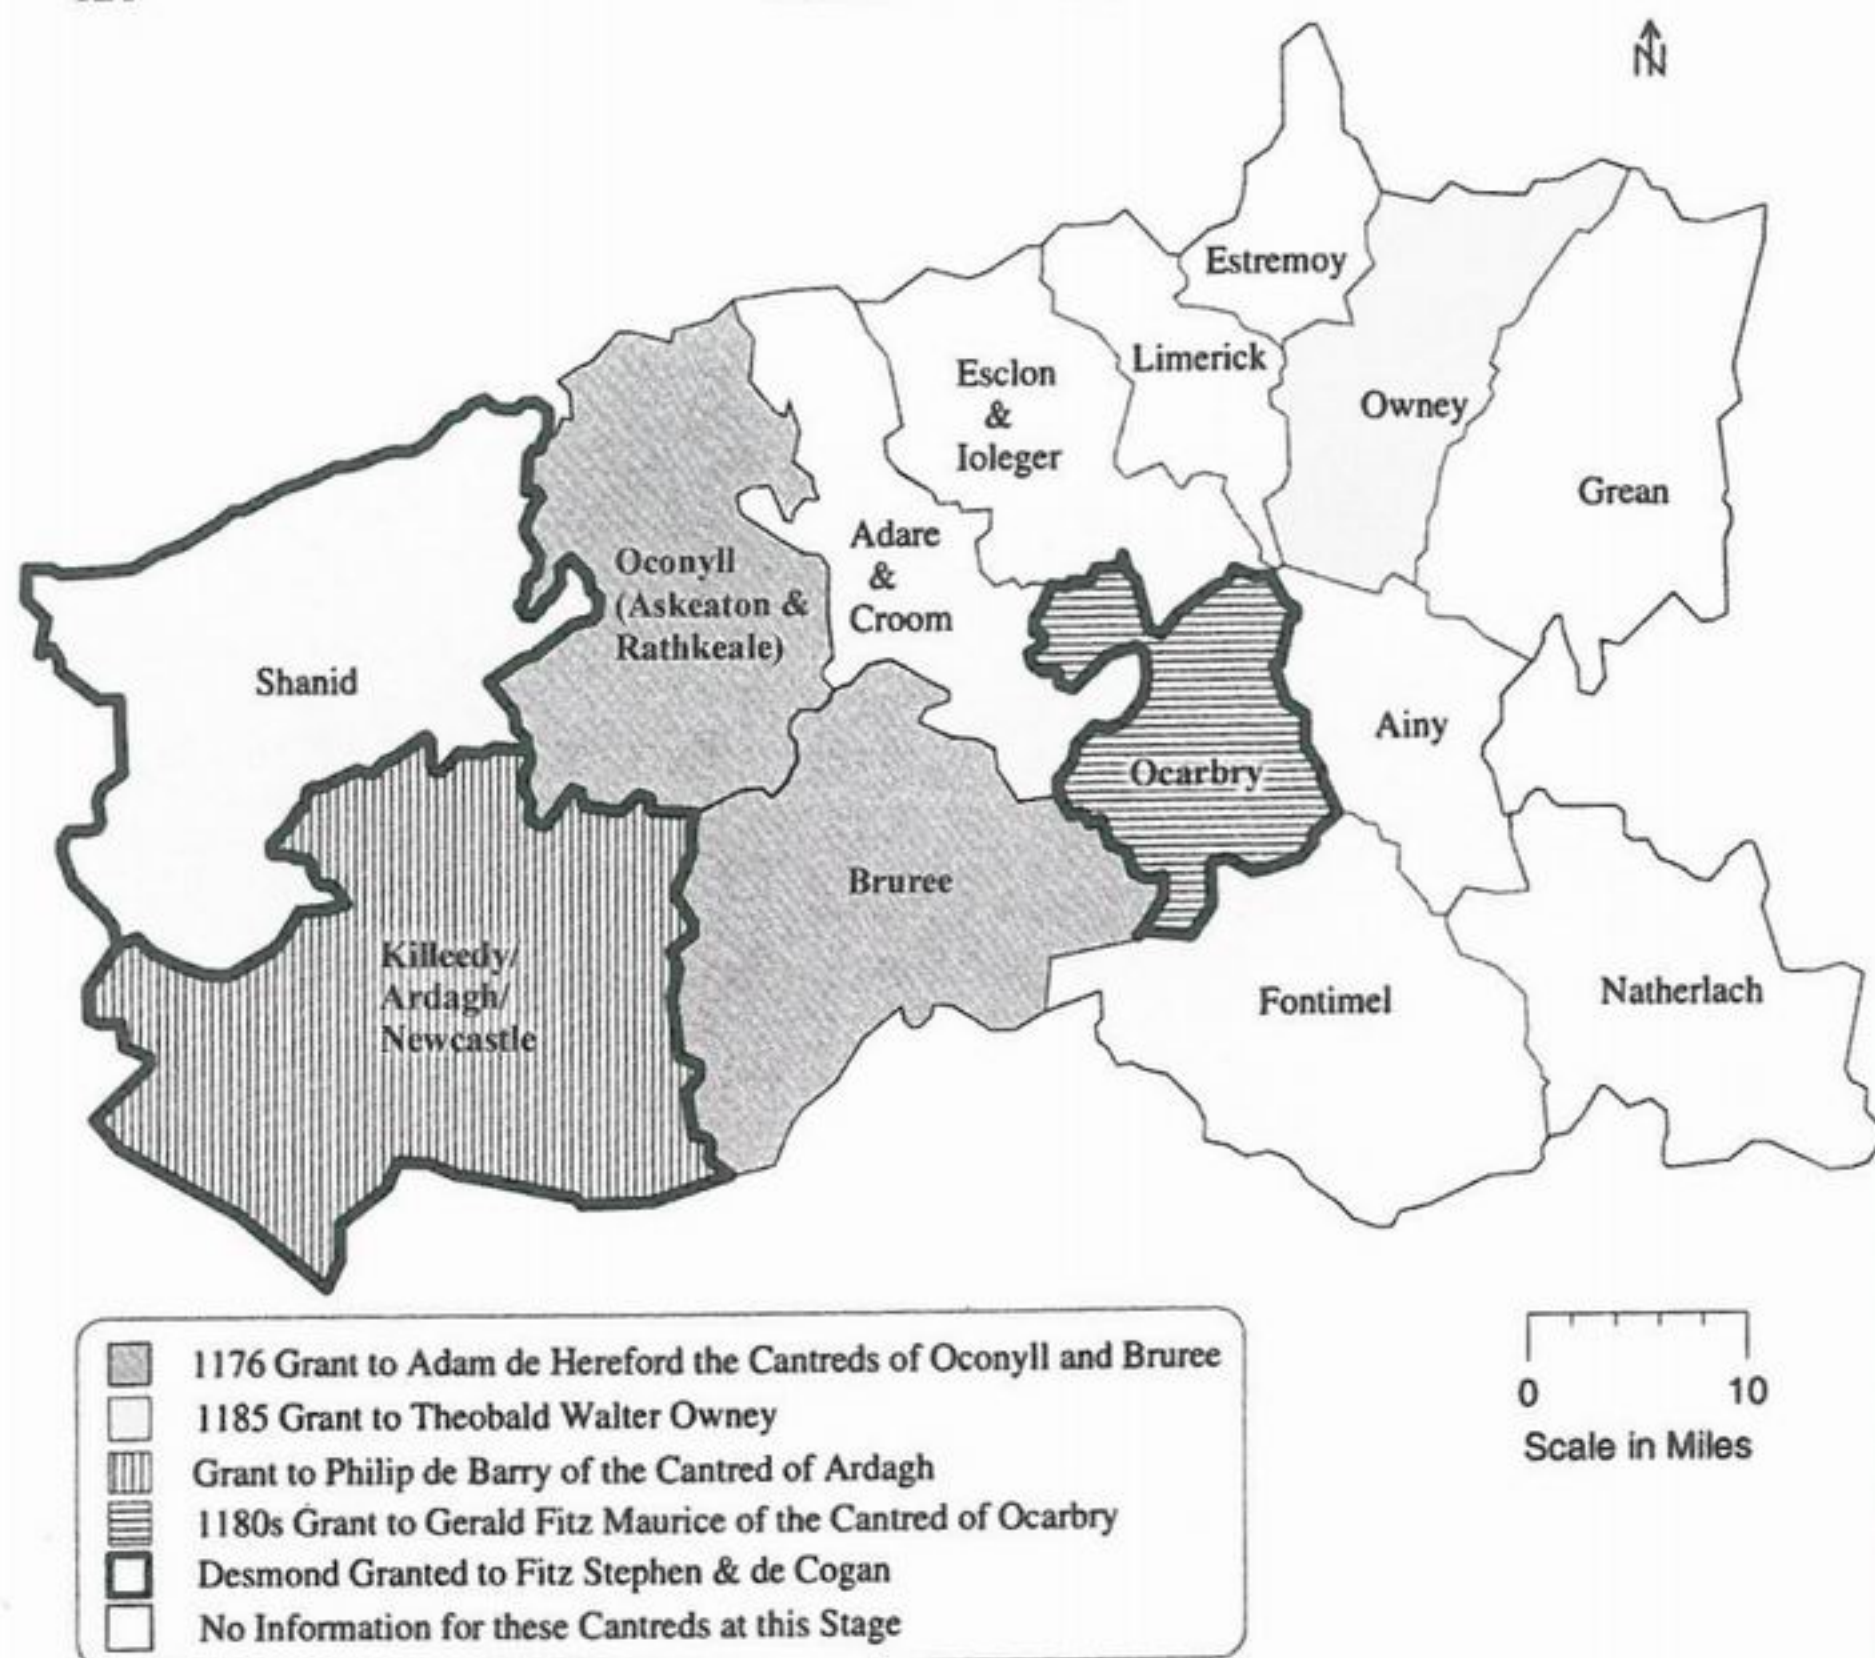 N
Estremoy
Limerick
Esclon
&
Ioleger
Owney
Grean
Adare
&
Croom
Oconyll
(Askeaton &
Rathkeale)
Shanid
Ainy
Ocarbry
Bruree
Killeedy/
Ardagh/
Newcastle
Fontimel
Natherlach
1176 Grant to Adam de Hereford the Cantreds of Oconyll and Bruree
1185 Grant to Theobald Walter Owney
Grant to Philip de Barry of the Cantred of Ardagh
1180s Grant to Gerald Fitz Maurice of the Cantred of Ocarbry
Desmond Granted to Fitz Stephen & de Cogan
No Information for these Cantreds at this Stage
0 10
Scale in Miles